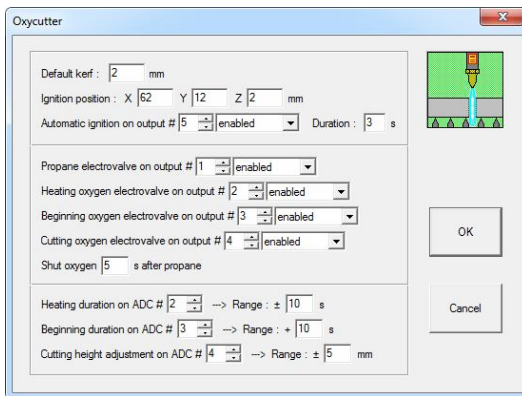 Oxycutter
Default kerf : 2 mm
Ignition position : X 62 Y 12 Z 2 mm
Automatic ignition on output # 5 enabled Duration : 3 s
Propane electrovalve on output # 1 enabled
Heating oxygen electrovalve on output # 2 enabled
Beginning oxygen electrovalve on output # 3 enabled
Cutting oxygen electrovalve on output # 4 enabled
Shut oxygen 5 s after propane
OK
Heating duration on ADC # 2 ---> Range : ± 10 s
Beginning duration on ADC # 3 --> Range : + 10 s
Cutting height adjustment on ADC # 4 --> Range : ± 5 mm
Cancel